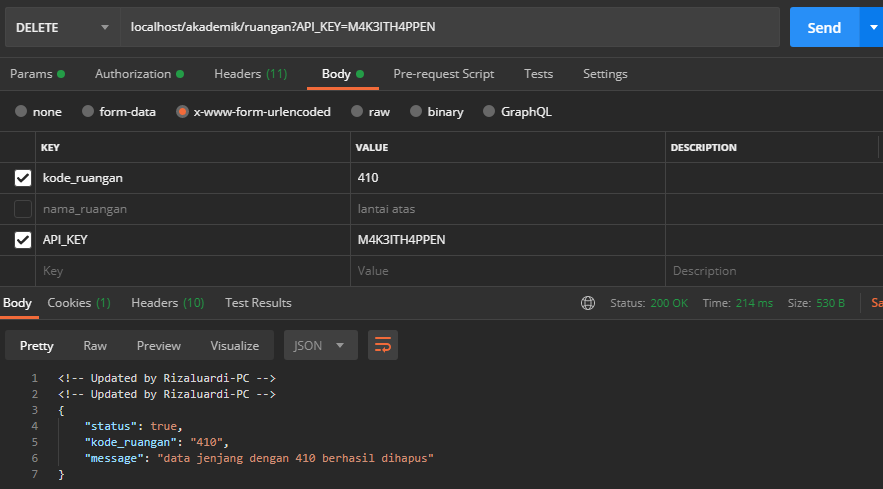 DELETE localhost/akademik/ruangan?API_KEY=M4K3ITH4PPEN Send
Params Authorization Headers (11) Body Pre-request Script Tests Settings
none form-data x-www-form-urlencoded raw binary GraphQL
KEY VALUE DESCRIPTION
kode_ruangan 410
nama_ruangan lantai atas
API_KEY M4K3ITH4PPEN
Key Value Description
Body Cookies (1) Headers (10) Test Results Status: 200 OK Time: 214 ms Size: 530 B Sa
Pretty Raw Preview Visualize JSON
1 <!-- Updated by Rizaluardi-PC -->
2 <!-- Updated by Rizaluardi-PC -->
3 {
4 "status": true,
5 "kode_ruangan": "410",
6 "message": "data jenjang dengan 410 berhasil dihapus"
7 }